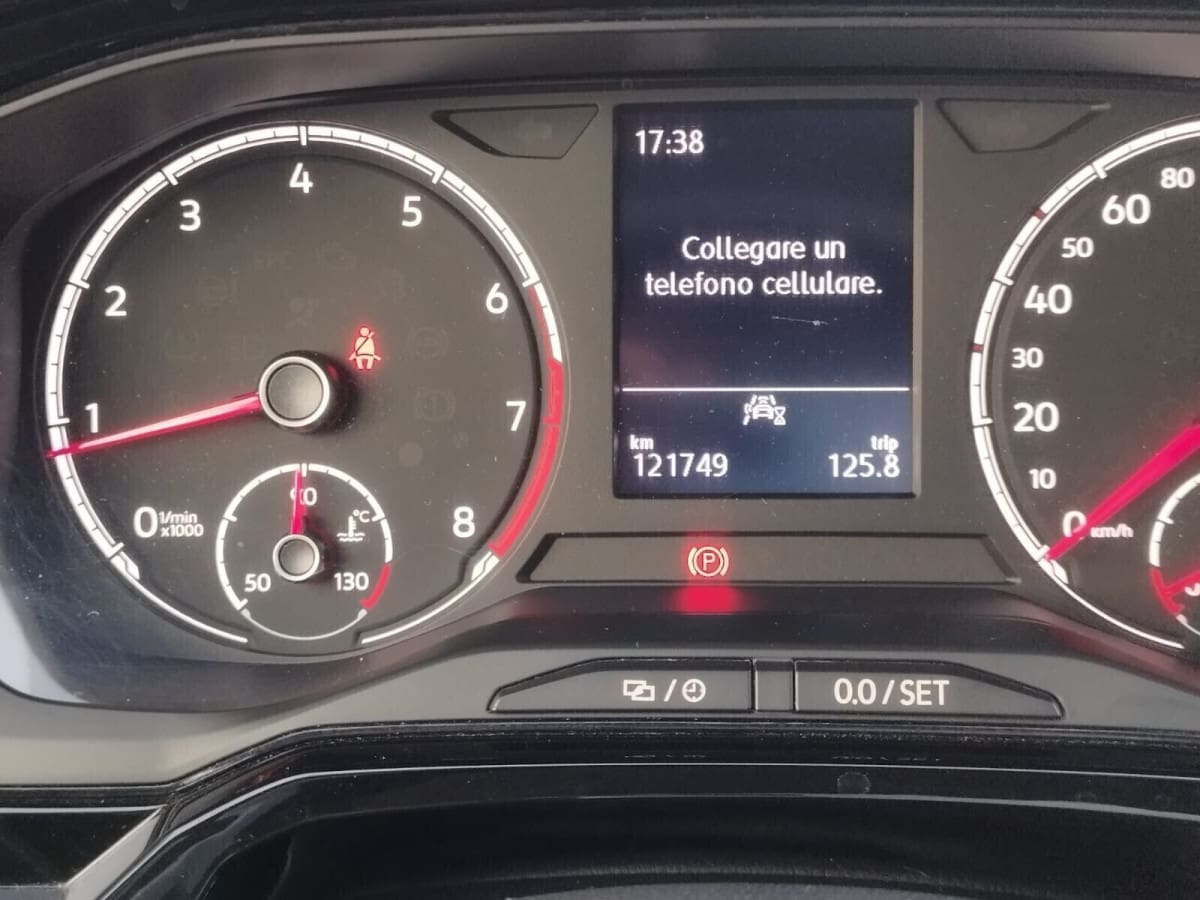 17:38
Collegare un
telefono cellulare.
km
trip
121749
125.8
0
1/min
x1000
1
2
3
4
5
6
7
8
50
90
130
°C
0 km/h
10
20
30
40
50
60
80
(P)
/
0.0 / SET